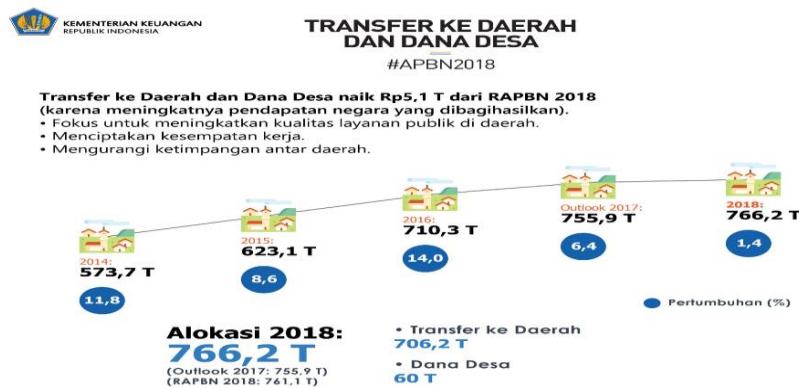 KEMENTERIAN KEUANGAN
REPUBLIK INDONESIA
TRANSFER KE DAERAH
DAN DANA DESA
#APBN2018
Transfer ke Daerah dan Dana Desa naik Rp5,1 T dari RAPBN 2018
(karena meningkatnya pendapatan negara yang dibagihasilkan).
• Fokus untuk meningkatkan kualitas layanan publik di daerah.
• Menciptakan kesempatan kerja.
• Mengurangi ketimpangan antar daerah.
2014:
573,7 T
11,8
2015:
623,1 T
8,6
2016:
710,3 T
14,0
Outlook 2017:
755,9 T
6,4
2018:
766,2 T
1,4
Pertumbuhan (%)
Alokasi 2018:
766,2 T
(Outlook 2017: 755,9 T)
(RAPBN 2018: 761,1 T)
• Transfer ke Daerah
706,2 T
• Dana Desa
60 T